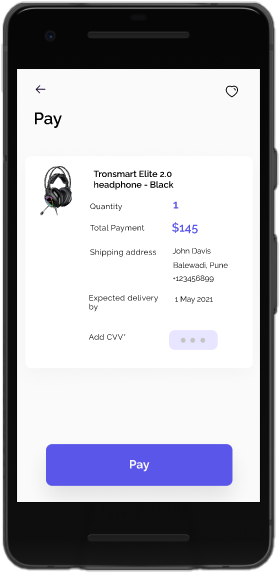 Pay
Tronsmart Elite 2.0
headphone - Black
Quantity 1
Total Payment $145
Shipping address John Davis
Balewadi, Pune
+123456899
Expected delivery
by 1 May 2021
Add CVV*
Pay